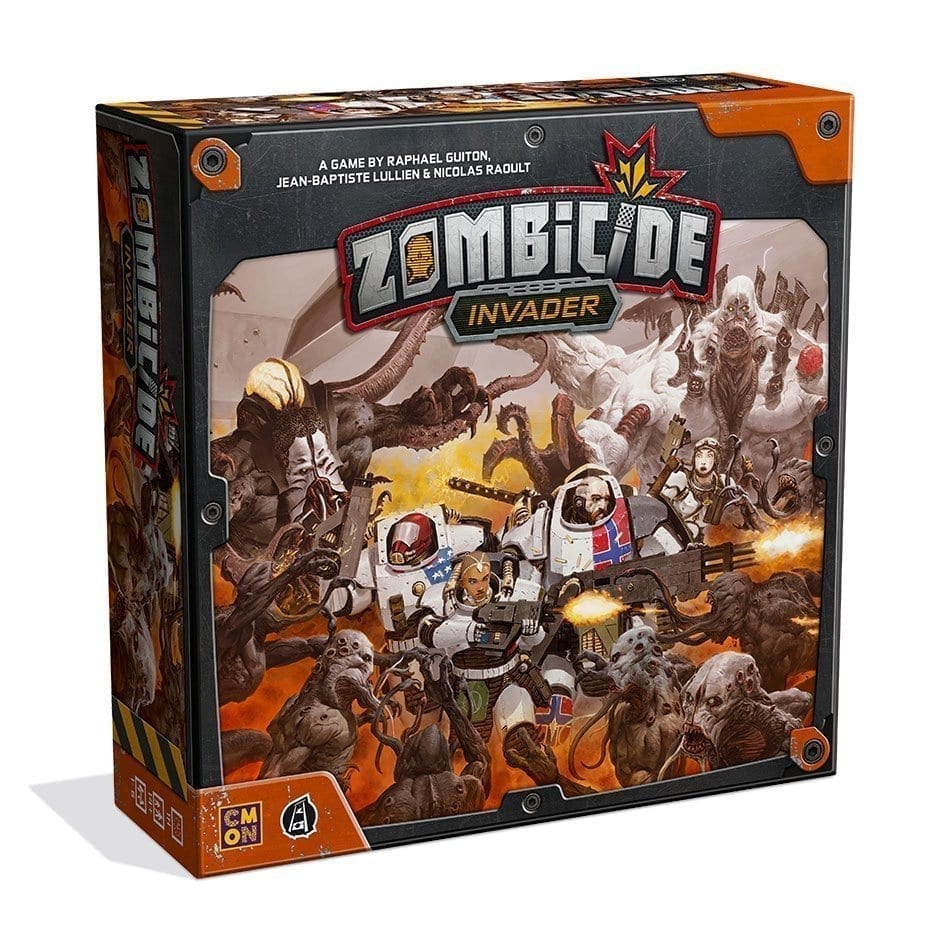 A GAME BY RAPHAEL GUITON,
JEAN-BAPTISTE LULLIEN & NICOLAS RAOULT
ZOMBICIDE
INVADER
ZOMBICIDE
INVADER
CMON